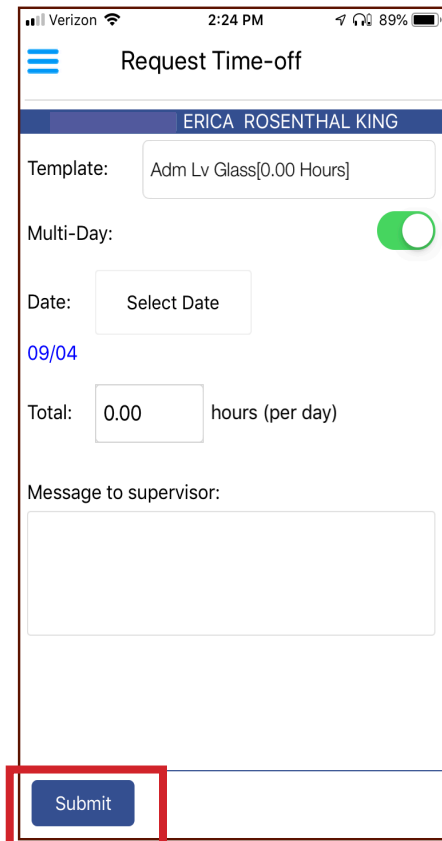 Verizon 2:24 PM 89%
Request Time-off
ERICA ROSENTHAL KING
Template: Adm Lv Glass[0.00 Hours]
Multi-Day:
Date: Select Date
09/04
Total: 0.00 hours (per day)
Message to supervisor:
Submit